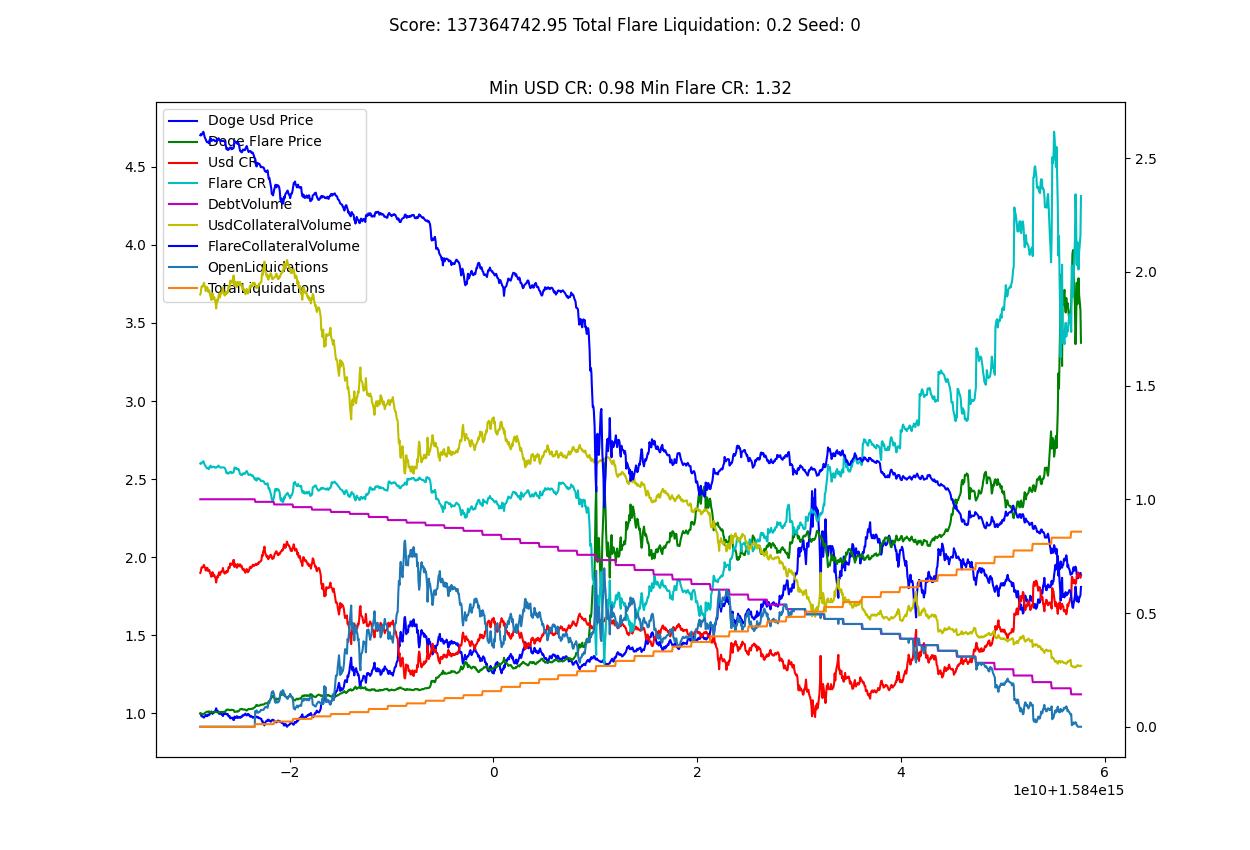 Score: 137364742.95 Total Flare Liquidation: 0.2 Seed: 0
Min USD CR: 0.98 Min Flare CR: 1.32
Doge Usd Price
Doge Flare Price
Usd CR
Flare CR
DebtVolume
UsdCollateralVolume
FlareCollateralVolume
OpenLiquidations
TotalLiquidations
4.5
4.0
3.5
3.0
2.5
2.0
1.5
1.0
2.5
2.0
1.5
1.0
0.5
0.0
−2 0 2 4 6
1e10+1.584e15